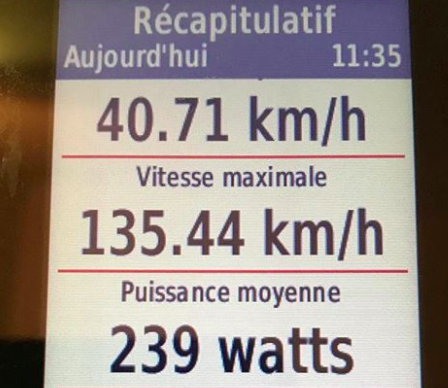 Récapitulatif
Aujourd'hui 11:35
40.71 km/h
Vitesse maximale
135.44 km/h
Puissance moyenne
239 watts